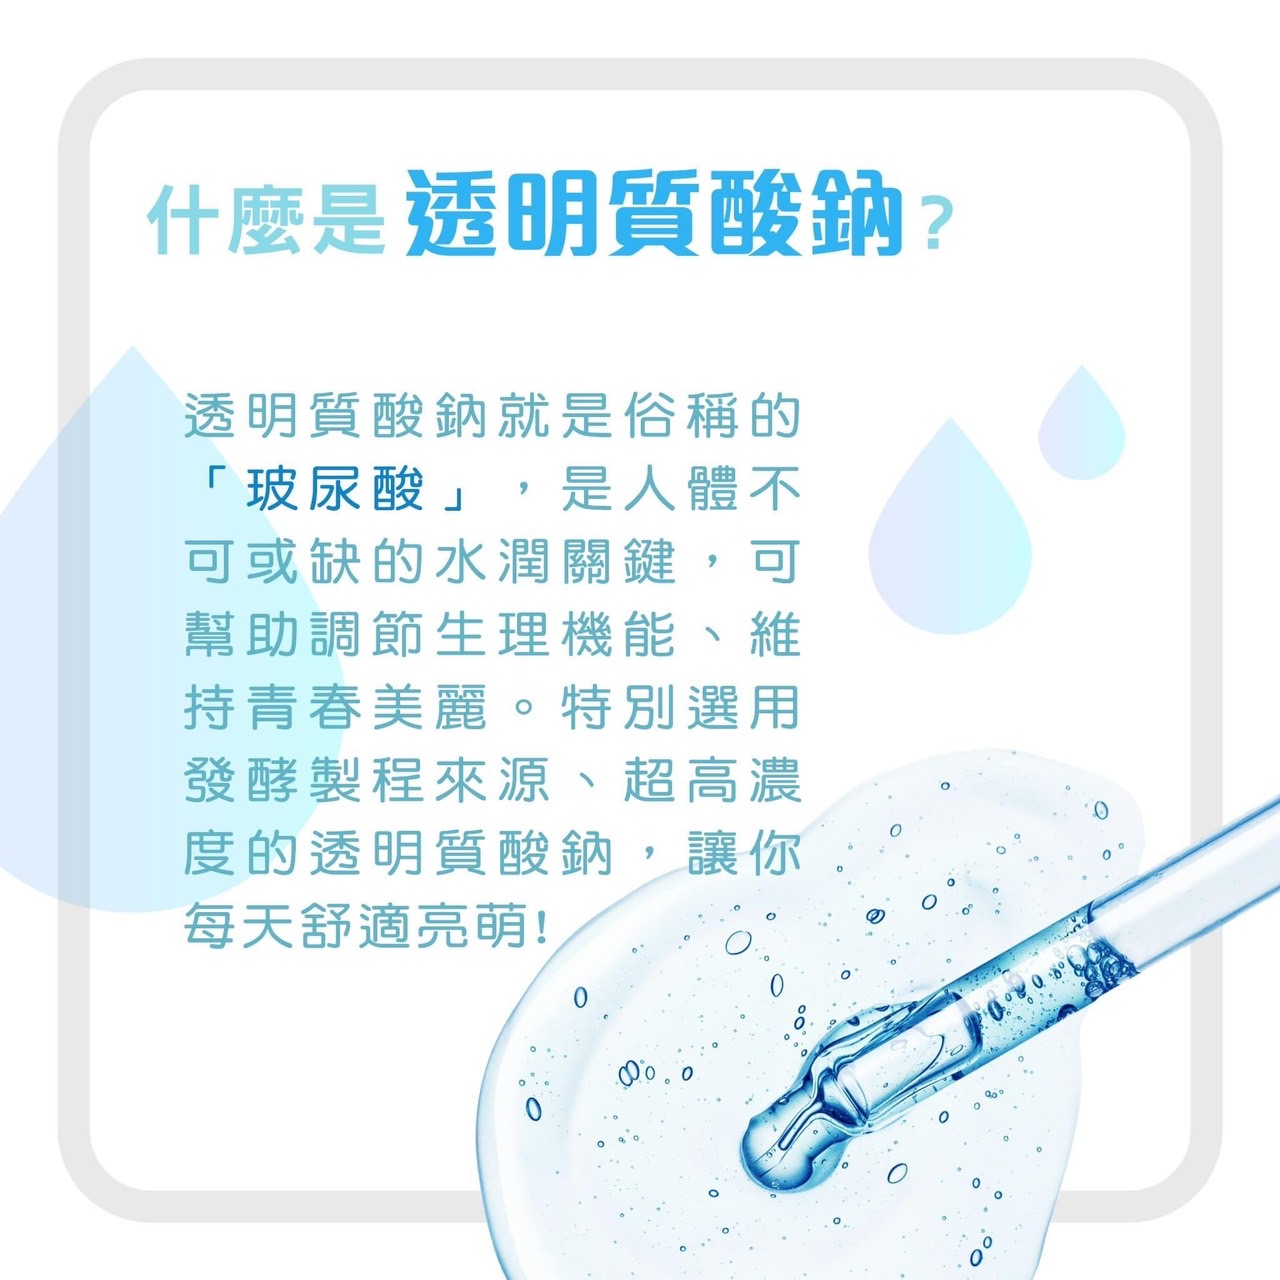 什麼是透明質酸鈉?
透明質酸鈉就是俗稱的
「玻尿酸」，是人體不
可或缺的水潤關鍵，可
幫助調節生理機能、維
持青春美麗。特別選用
發酵製程來源、超高濃
度的透明質酸鈉，讓你
每天舒適亮萌!